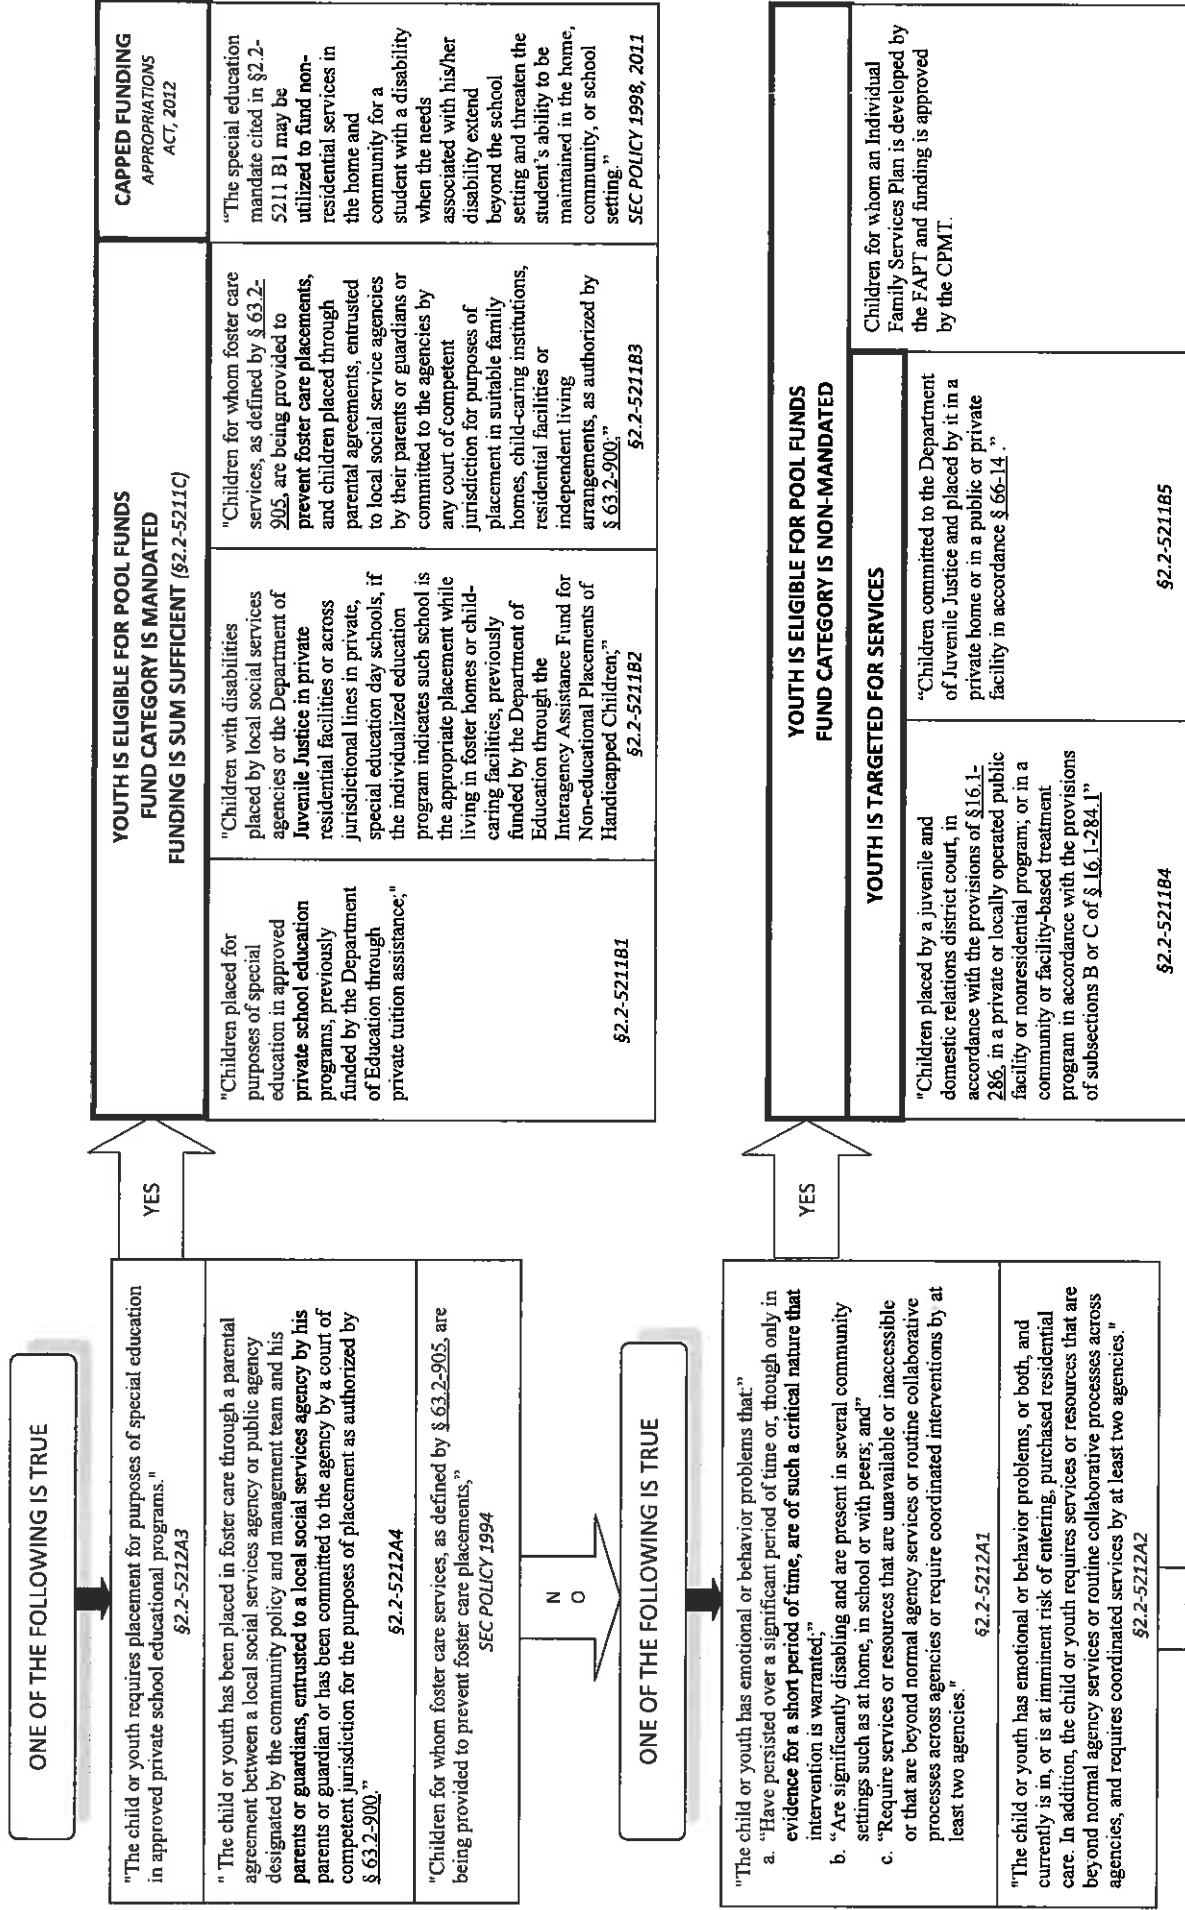 ONE OF THE FOLLOWING IS TRUE
"The child or youth requires placement for purposes of special education
in approved private school educational programs."
§2.2-5212A3
" The child or youth has been placed in foster care through a parental
agreement between a local social services agency or public agency
designated by the community policy and management team and his
parents or guardians, entrusted to a local social services agency by his
parents or guardian or has been committed to the agency by a court of
competent jurisdiction for the purposes of placement as authorized by
§ 63.2-900."
§2.2-5212A4
"Children for whom foster care services, as defined by § 63.2-905, are
being provided to prevent foster care placements,"
SEC POLICY 1994
YES
YOUTH IS ELIGIBLE FOR POOL FUNDS
FUND CATEGORY IS MANDATED
FUNDING IS SUM SUFFICIENT (§2.2-5211C)
"Children placed for
purposes of special
education in approved
private school education
programs, previously
funded by the Department
of Education through
private tuition assistance;"
§2.2-5211B1
"Children with disabilities
placed by local social services
agencies or the Department of
Juvenile Justice in private
residential facilities or across
jurisdictional lines in private,
special education day schools, if
the individualized education
program indicates such school is
the appropriate placement while
living in foster homes or child-
caring facilities, previously
funded by the Department of
Education through the
Interagency Assistance Fund for
Non-educational Placements of
Handicapped Children;"
§2.2-5211B2
"Children for whom foster care
services, as defined by § 63.2-
905, are being provided to
prevent foster care placements,
and children placed through
parental agreements, entrusted
to local social service agencies
by their parents or guardians or
committed to the agencies by
any court of competent
jurisdiction for purposes of
placement in suitable family
homes, child-caring institutions,
residential facilities or
independent living
arrangements, as authorized by
§ 63.2-900;"
§2.2-5211B3
CAPPED FUNDING
APPROPRIATIONS
ACT, 2012
"The special education
mandate cited in §2.2-
5211 B1 may be
utilized to fund non-
residential services in
the home and
community for a
student with a disability
when the needs
associated with his/her
disability extend
beyond the school
setting and threaten the
student's ability to be
maintained in the home,
community, or school
setting."
SEC POLICY 1998, 2011
N
O
ONE OF THE FOLLOWING IS TRUE
"The child or youth has emotional or behavior problems that:"
a. "Have persisted over a significant period of time or, though only in
evidence for a short period of time, are of such a critical nature that
intervention is warranted;"
b. "Are significantly disabling and are present in several community
settings such as at home, in school or with peers; and"
c. "Require services or resources that are unavailable or inaccessible
or that are beyond normal agency services or routine collaborative
processes across agencies or require coordinated interventions by at
least two agencies."
§2.2-5212A1
"The child or youth has emotional or behavior problems, or both, and
currently is in, or is at imminent risk of entering, purchased residential
care. In addition, the child or youth requires services or resources that are
beyond normal agency services or routine collaborative processes across
agencies, and requires coordinated services by at least two agencies."
§2.2-5212A2
YES
YOUTH IS ELIGIBLE FOR POOL FUNDS
FUND CATEGORY IS NON-MANDATED
YOUTH IS TARGETED FOR SERVICES
"Children placed by a juvenile and
domestic relations district court, in
accordance with the provisions of §16.1-
286, in a private or locally operated public
facility or nonresidential program; or in a
community or facility-based treatment
program in accordance with the provisions
of subsections B or C of § 16.1-284.1"
§2.2-5211B4
"Children committed to the Department
of Juvenile Justice and placed by it in a
private home or in a public or private
facility in accordance § 66-14 ."
§2.2-5211B5
Children for whom an Individual
Family Services Plan is developed by
the FAPT and funding is approved
by the CPMT.